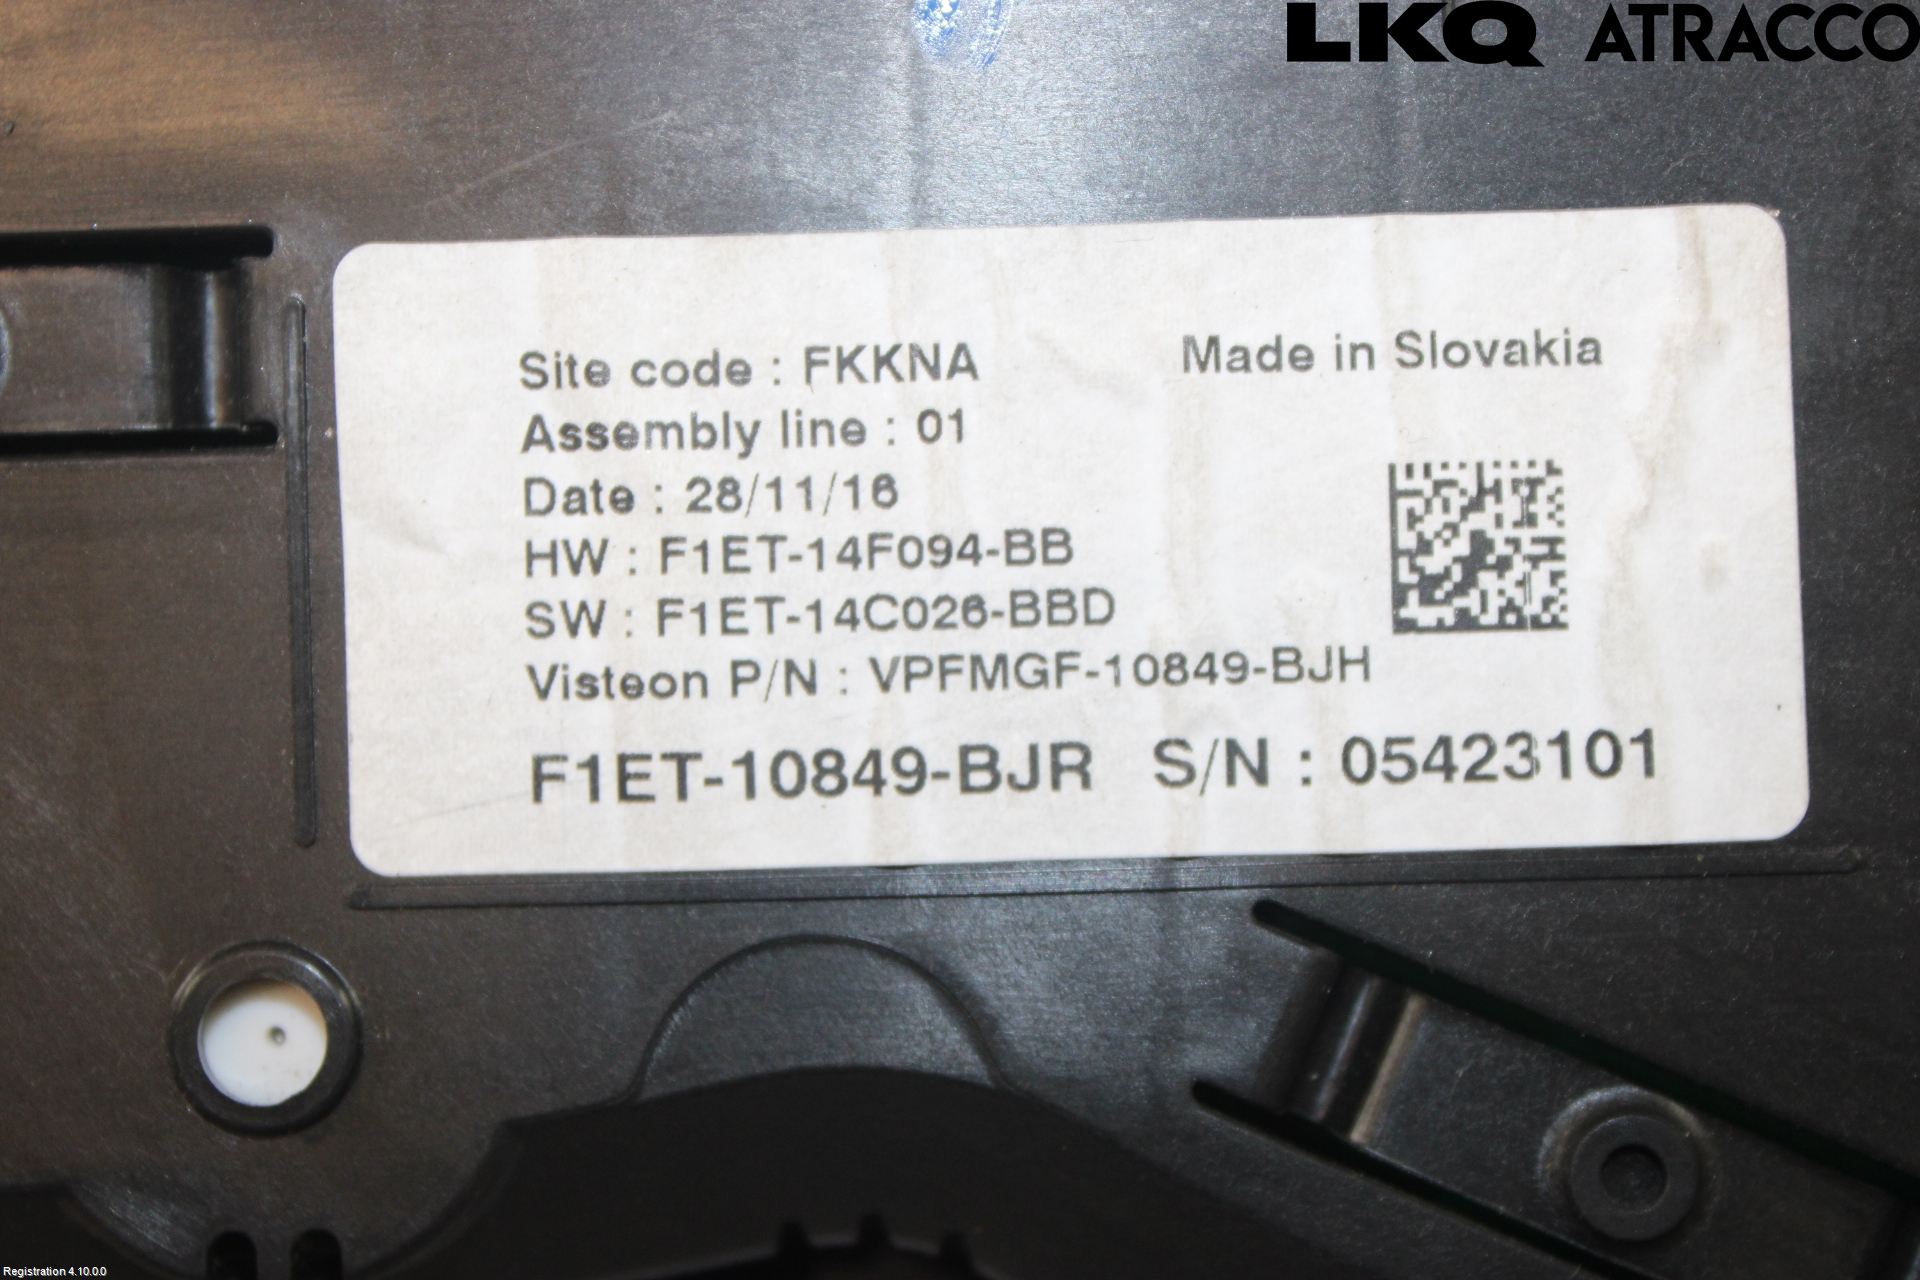 LKQ ATRACCO
Site code : FKKNA
Made in Slovakia
Assembly line : 01
Date : 28/11/16
HW : F1ET-14F094-BB
SW : F1ET-14C026-BBD
Visteon P/N : VPFMGF-10849-BJH
F1ET-10849-BJR S/N : 05423101
Registration 4.10.0.0